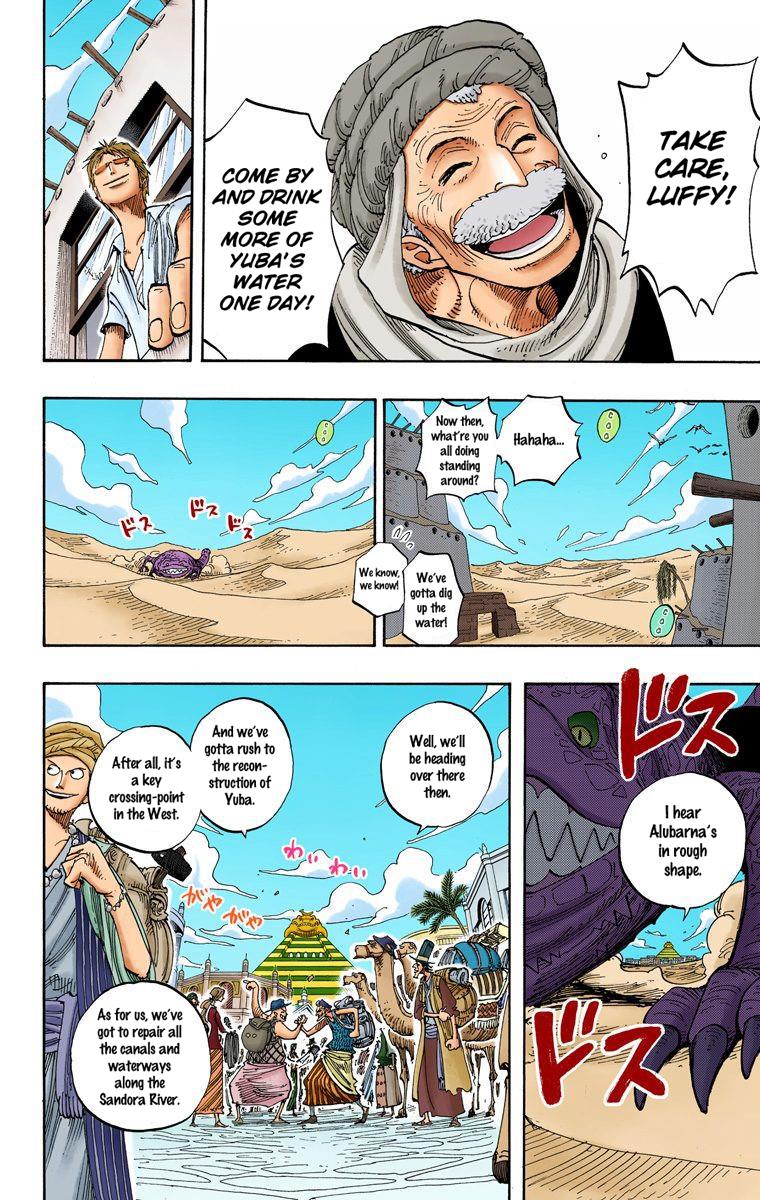 TAKE
CARE,
LUFFY!
COME BY
AND DRINK
SOME
MORE OF
YUBA'S
WATER
ONE DAY!
Hahaha...
Now then,
what're you
all doing
standing
around?
We've
gotta dig
up the
water!
We know,
we know!
ドス
ドス
ドス
ドス
I hear
Alubarna's
in rough
shape.
ドス
Well, we'll
be heading
over there
then.
And we've
gotta rush to
to the recon-
struction of
Yuba.
After all, it's
a key
crossing-point
in the West.
わいわい
ガヤガヤ
As for us, we've
got to repair all
the canals and
waterways
along the
Sandora River.